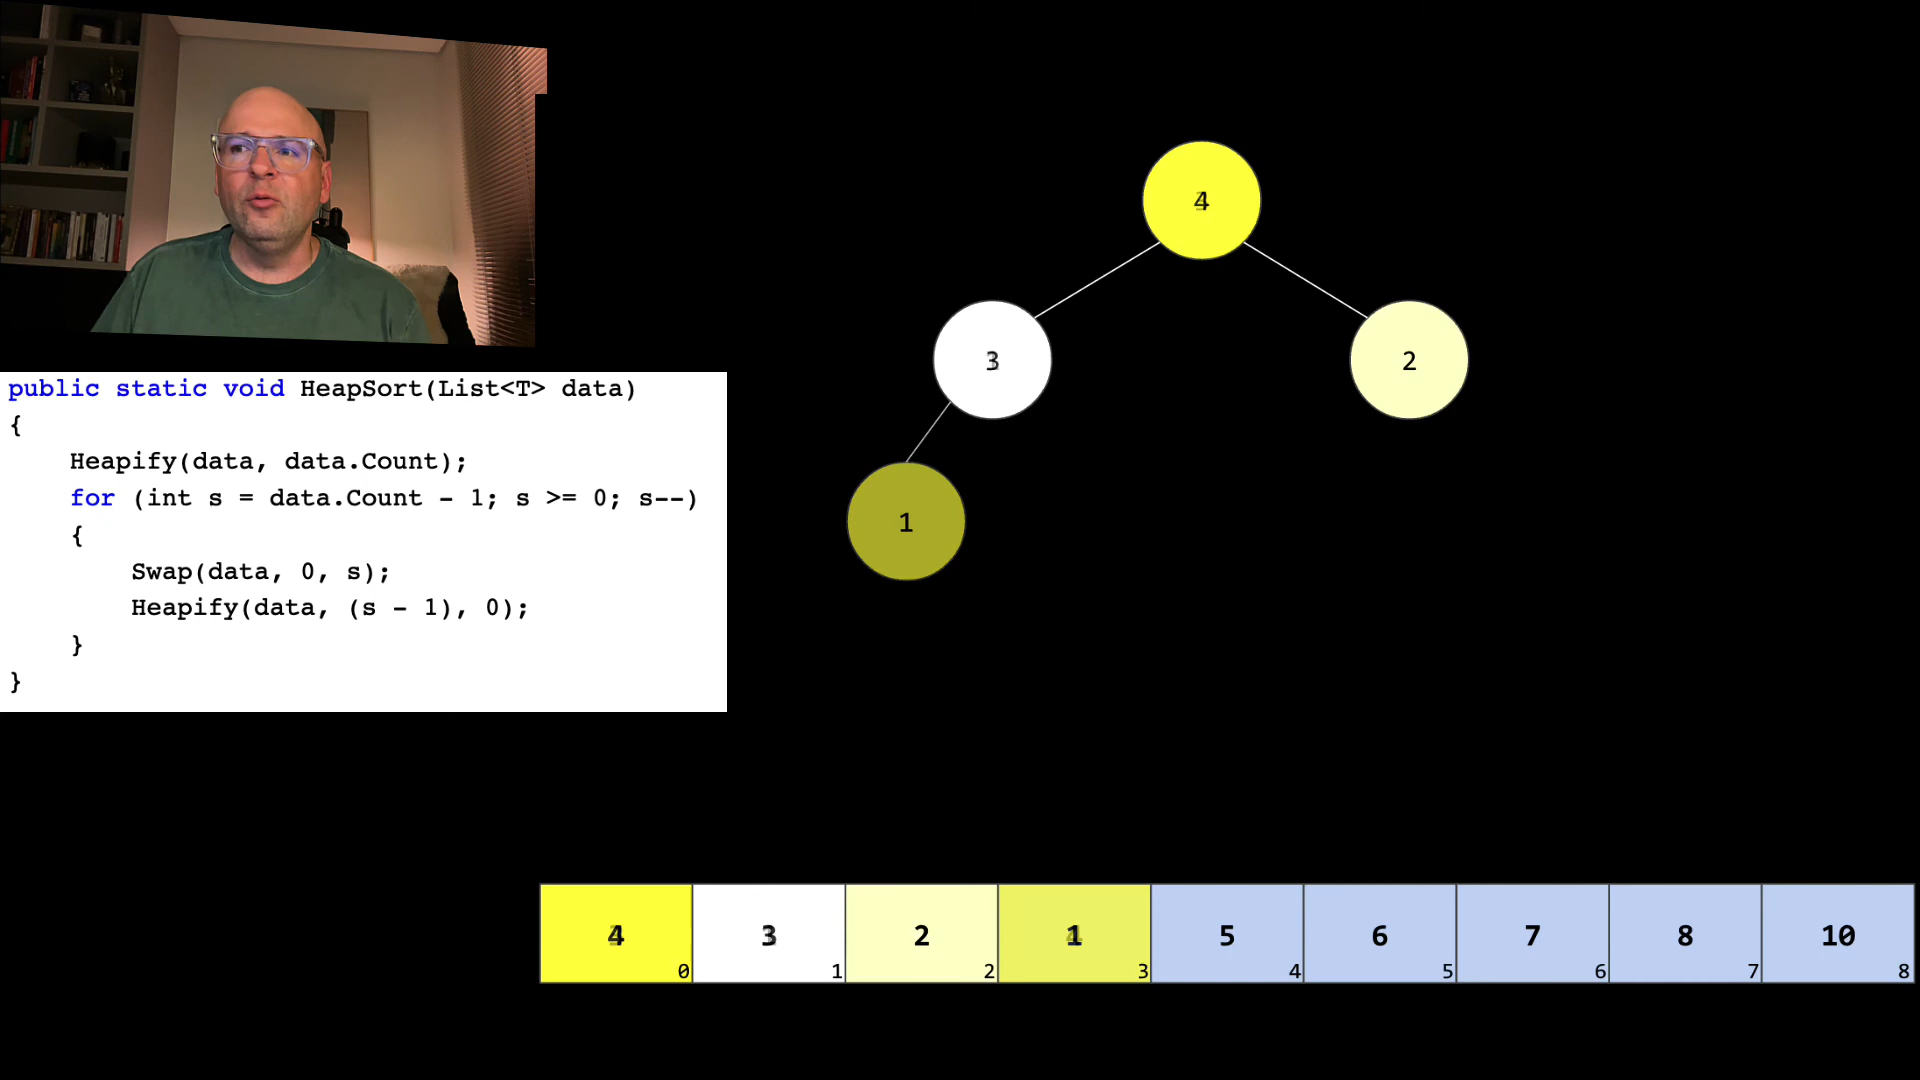 public static void HeapSort(List<T> data)
{
    Heapify(data, data.Count);
    for (int s = data.Count - 1; s >= 0; s--)
    {
        Swap(data, 0, s);
        Heapify(data, (s - 1), 0);
    }
}
4
3
2
1
4 3 2 1 5 6 7 8 10
0 1 2 3 4 5 6 7 8